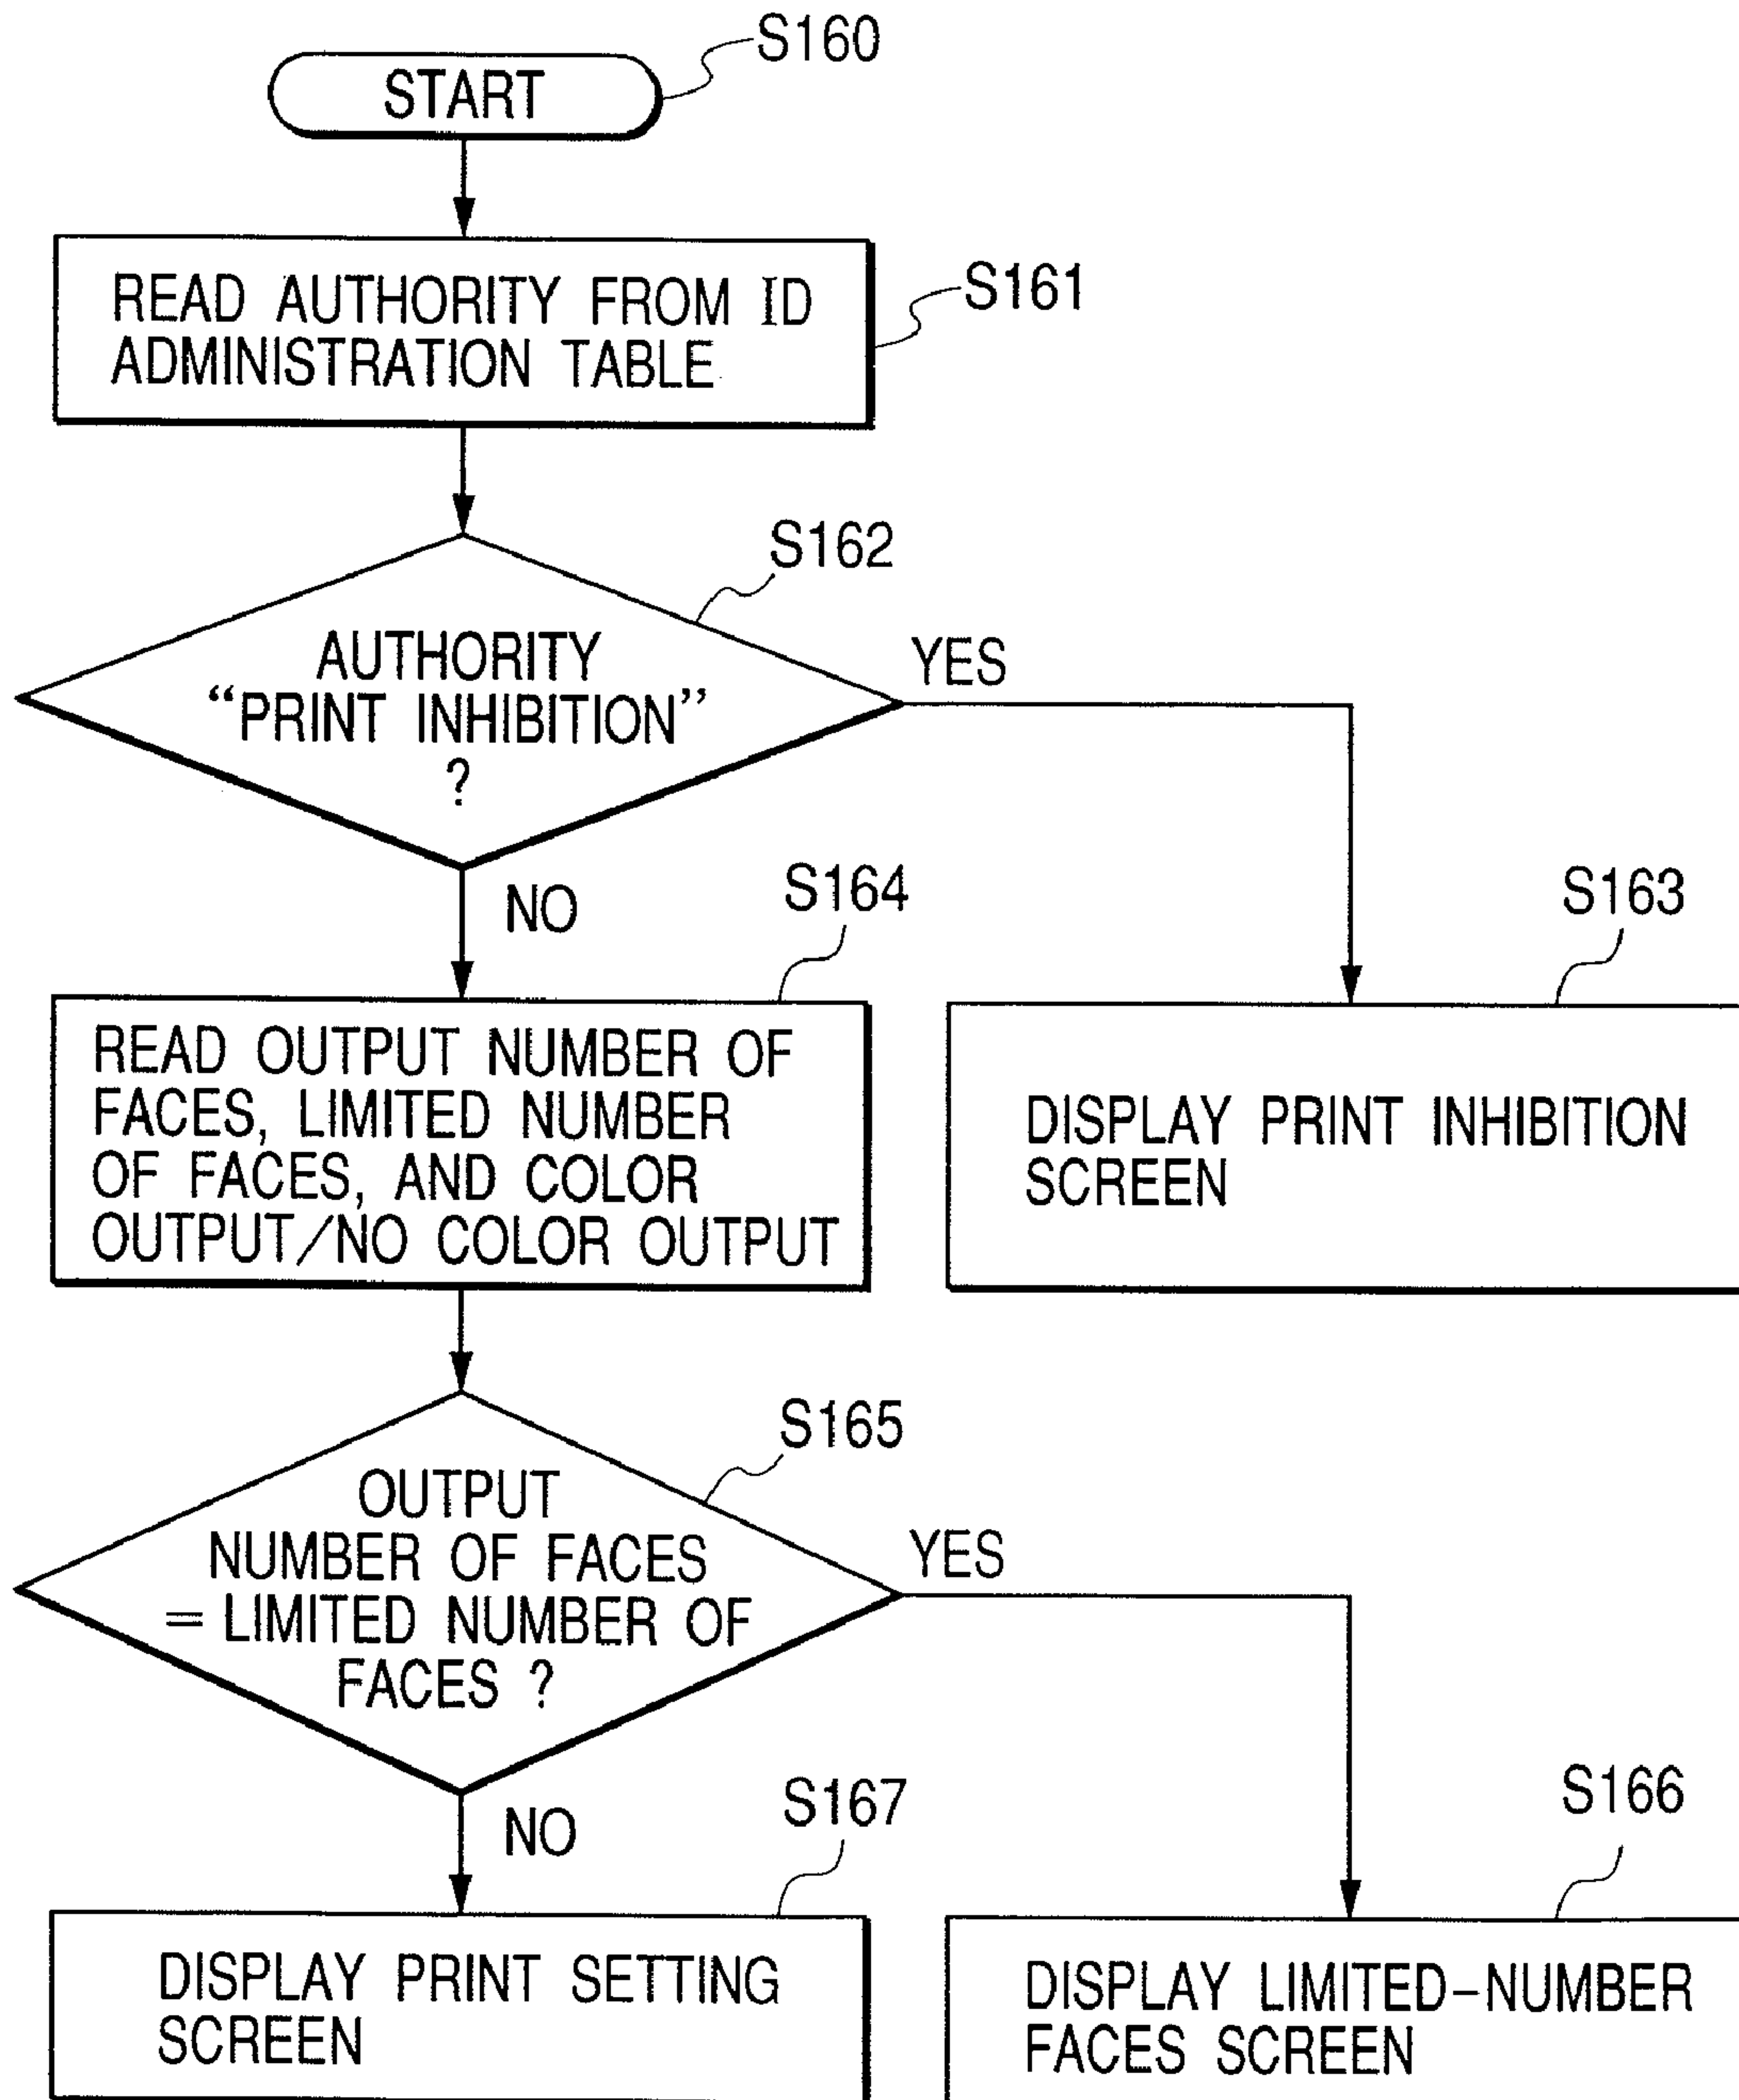 S160
START
S161
READ AUTHORITY FROM ID
ADMINISTRATION TABLE
S162
AUTHORITY
“PRINT INHIBITION”
?
YES
NO
S164
S163
READ OUTPUT NUMBER OF
FACES, LIMITED NUMBER
OF FACES, AND COLOR
OUTPUT/NO COLOR OUTPUT
DISPLAY PRINT INHIBITION
SCREEN
S165
OUTPUT
NUMBER OF FACES
= LIMITED NUMBER OF
FACES ?
YES
NO
S167
S166
DISPLAY PRINT SETTING
SCREEN
DISPLAY LIMITED-NUMBER
FACES SCREEN